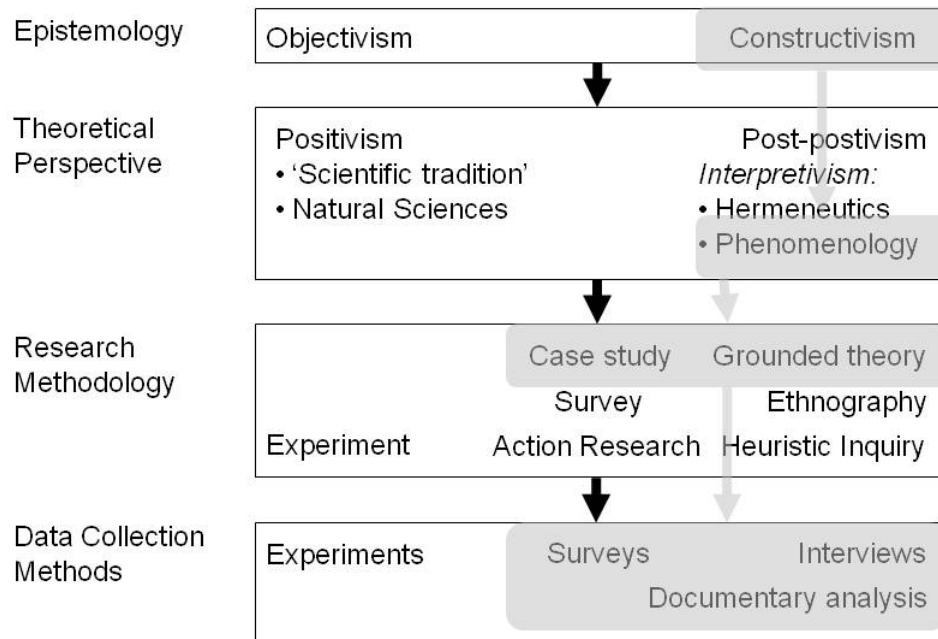 Epistemology
Objectivism
Constructivism
Theoretical
Perspective
Positivism
• ‘Scientific tradition’
• Natural Sciences
Post-postivism
Interpretivism:
• Hermeneutics
• Phenomenology
Research
Methodology
Case study Grounded theory
Survey Ethnography
Experiment Action Research Heuristic Inquiry
Data Collection
Methods
Experiments Surveys Interviews
Documentary analysis